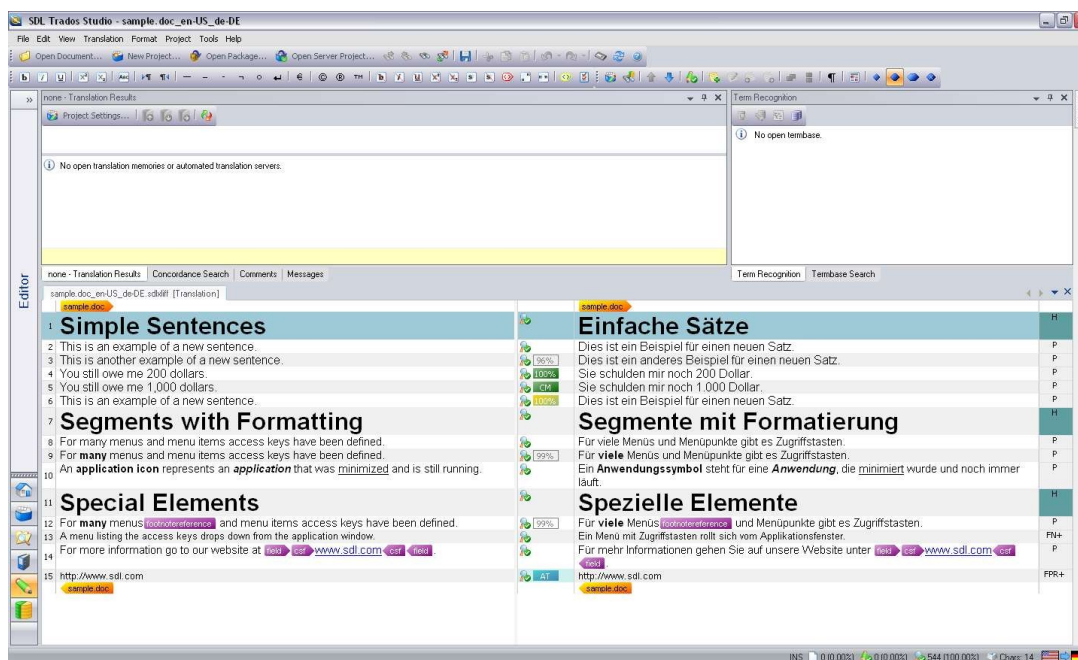 SDL Trados Studio - sample.doc_en-US_de-DE
File Edit View Translation Format Project Tools Help
Open Document... New Project... Open Package... Open Server Project...
none - Translation Results
Term Recognition
Project Settings...
No open termbase.
No open translation memories or automated translation servers.
Editor
none - Translation Results Concordance Search Comments Messages
Term Recognition Termbase Search
sample.doc_en-US_de-DE.sdlxliff [Translation]
sample.doc sample.doc
1 Simple Sentences Einfache Sätze H
2 This is an example of a new sentence. Dies ist ein Beispiel für einen neuen Satz. P
3 This is another example of a new sentence. 96% Dies ist ein anderes Beispiel für einen neuen Satz. P
4 You still owe me 200 dollars. 100% Sie schulden mir noch 200 Dollar. P
5 You still owe me 1,000 dollars. CM Sie schulden mir noch 1.000 Dollar. P
6 This is an example of a new sentence. 100% Dies ist ein Beispiel für einen neuen Satz. P
7 Segments with Formatting Segmente mit Formatierung H
8 For many menus and menu items access keys have been defined. Für viele Menüs und Menüpunkte gibt es Zugriffstasten. P
9 For many menus and menu items access keys have been defined. 99% Für viele Menüs und Menüpunkte gibt es Zugriffstasten. P
10 An application icon represents an application that was minimized and is still running. Ein Anwendungssymbol steht für eine Anwendung, die minimiert wurde und noch immer P
läuft.
11 Special Elements Spezielle Elemente H
12 For many menus footnotereference and menu items access keys have been defined. 99% Für viele Menüs footnotereference und Menüpunkte gibt es Zugriffstasten. P
13 A menu listing the access keys drops down from the application window. Ein Menü mit Zugriffstasten rollt sich vom Applikationsfenster. FN+
14 For more information go to our website at field csf www.sdl.com csf field . Für mehr Informationen gehen Sie auf unsere Website unter field csf www.sdl.com csf P
field .
15 http://www.sdl.com AT http://www.sdl.com FPR+
sample.doc sample.doc
INS 0 (0.00%) 0 (0.00%) 544 (100.00%) Chars: 14